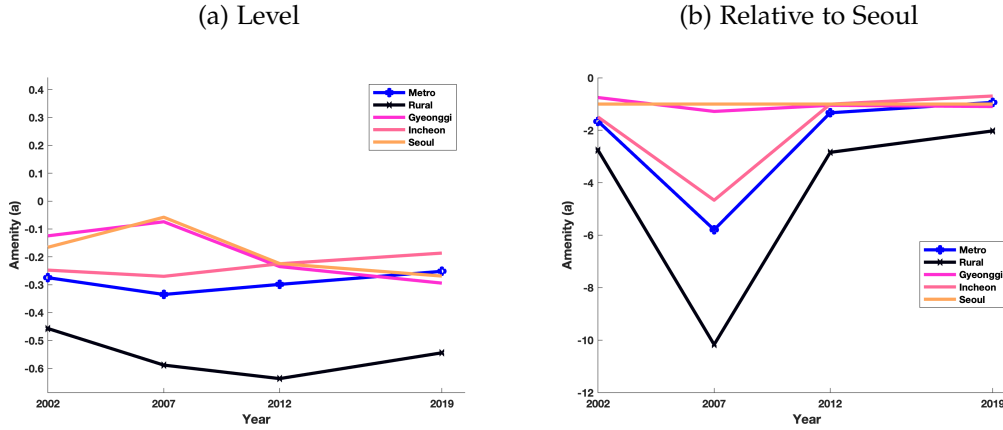 (a) Level
(b) Relative to Seoul
Amenity (a)
0.4
0.3
0.2
0.1
0
-0.1
-0.2
-0.3
-0.4
-0.5
-0.6
2002
2007
2012
2019
Year
Metro
Rural
Gyeonggi
Incheon
Seoul
Amenity (a)
0
-2
-4
-6
-8
-10
-12
2002
2007
2012
2019
Year
Metro
Rural
Gyeonggi
Incheon
Seoul